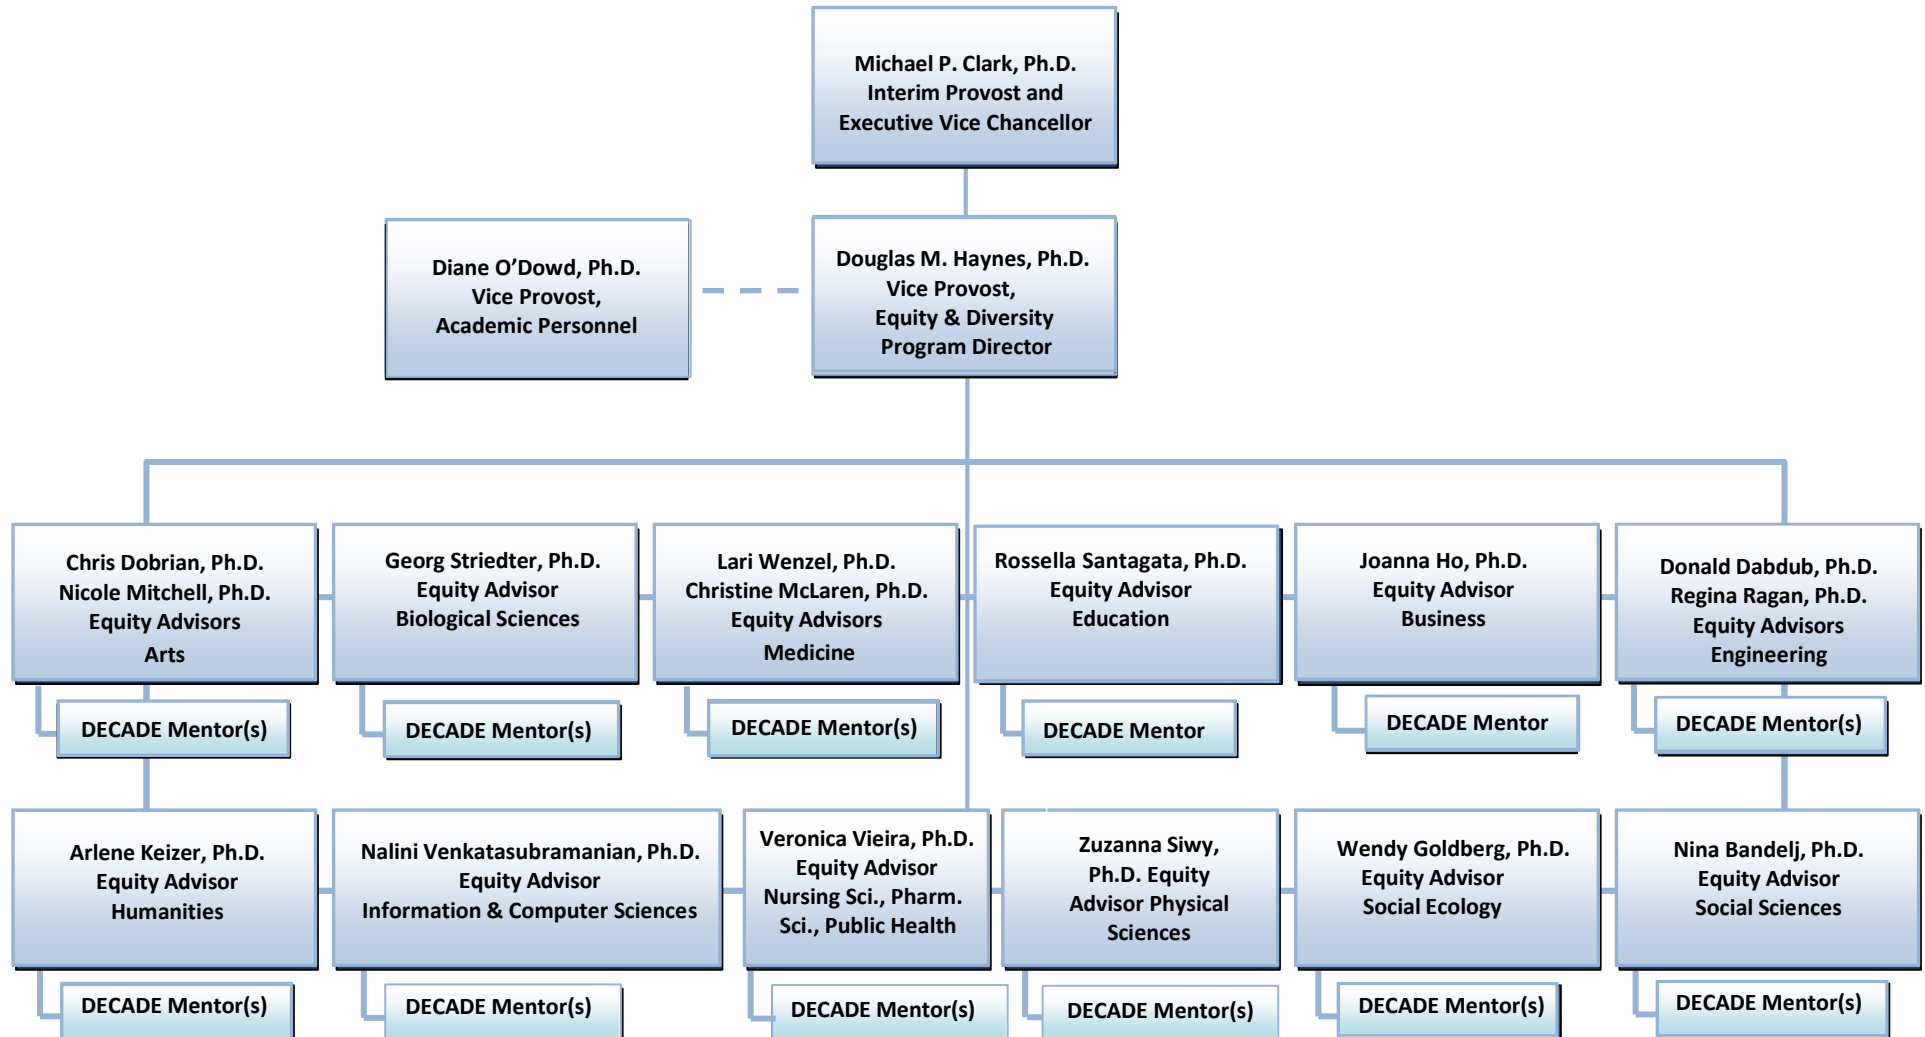 Michael P. Clark, Ph.D.
Interim Provost and
Executive Vice Chancellor
Diane O’Dowd, Ph.D.
Vice Provost,
Academic Personnel
Douglas M. Haynes, Ph.D.
Vice Provost,
Equity & Diversity
Program Director
Chris Dobrian, Ph.D.
Nicole Mitchell, Ph.D.
Equity Advisors
Arts
DECADE Mentor(s)
Georg Striedter, Ph.D.
Equity Advisor
Biological Sciences
DECADE Mentor(s)
Lari Wenzel, Ph.D.
Christine McLaren, Ph.D.
Equity Advisors
Medicine
DECADE Mentor(s)
Rossella Santagata, Ph.D.
Equity Advisor
Education
DECADE Mentor
Joanna Ho, Ph.D.
Equity Advisor
Business
DECADE Mentor
Donald Dabdub, Ph.D.
Regina Ragan, Ph.D.
Equity Advisors
Engineering
DECADE Mentor(s)
Arlene Keizer, Ph.D.
Equity Advisor
Humanities
DECADE Mentor(s)
Nalini Venkatasubramanian, Ph.D.
Equity Advisor
Information & Computer Sciences
DECADE Mentor(s)
Veronica Vieira, Ph.D.
Equity Advisor
Nursing Sci., Pharm.
Sci., Public Health
DECADE Mentor(s)
Zuzanna Siwy,
Ph.D. Equity
Advisor Physical
Sciences
DECADE Mentor(s)
Wendy Goldberg, Ph.D.
Equity Advisor
Social Ecology
DECADE Mentor(s)
Nina Bandelj, Ph.D.
Equity Advisor
Social Sciences
DECADE Mentor(s)